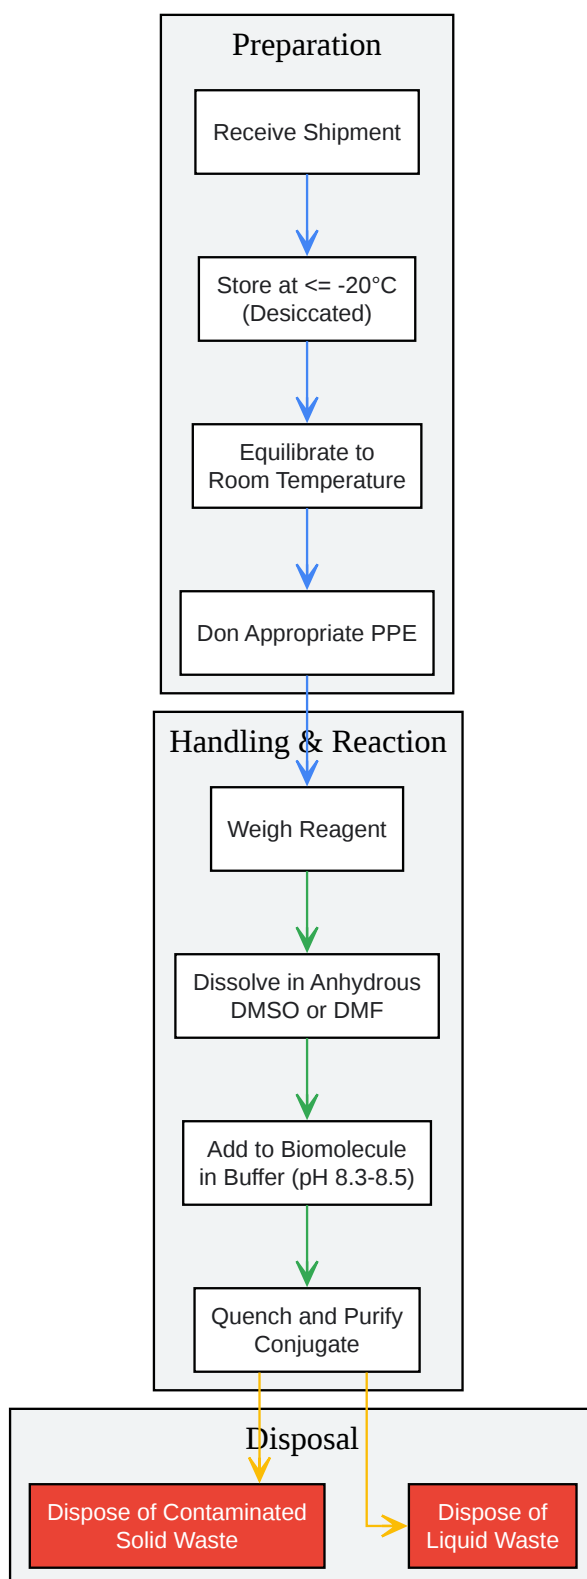 Preparation
Receive Shipment
Store at <= -20°C
(Desiccated)
Equilibrate to
Room Temperature
Don Appropriate PPE
Handling & Reaction
Weigh Reagent
Dissolve in Anhydrous
DMSO or DMF
Add to Biomolecule
in Buffer (pH 8.3-8.5)
Quench and Purify
Conjugate
Disposal
Dispose of Contaminated
Solid Waste
Dispose of
Liquid Waste